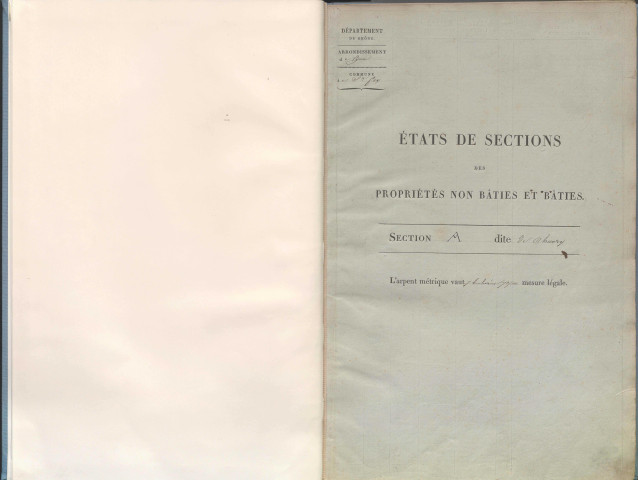 DÉPARTEMENT
DU RHÔNE.
ARRONDISSEMENT
COMMUNE
ÉTATS DE SECTIONS
DES
PROPRIÉTÉS NON BÂTIES ET BÂTIES.
SECTION A dite
L'arpent métrique vaut mesure légale.